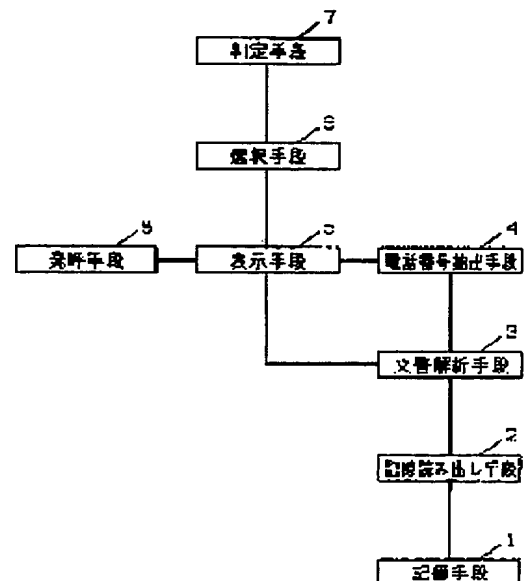 7
判定手段
6
選択手段
8
5
4
発呼手段
表示手段
電話番号抽出手段
3
文書解析手段
2
記憶読み出し手段
1
記憶手段